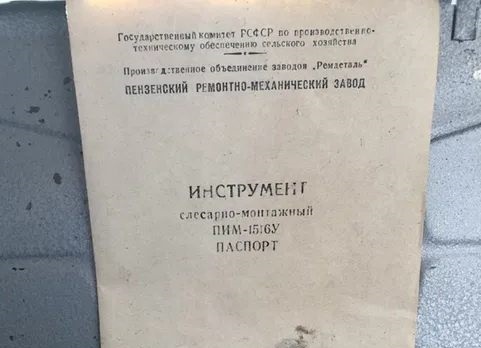 Государственный комитет РСФСР по производственно-
техническому обеспечению сельского хозяйства
Производственное объединение заводов „Ремдеталь"
ПЕНЗЕНСКИЙ РЕМОНТНО-МЕХАНИЧЕСКИЙ ЗАВОД
ИНСТРУМЕНТ
слесарно-монтажный
ПИМ-1516У
ПАСПОРТ